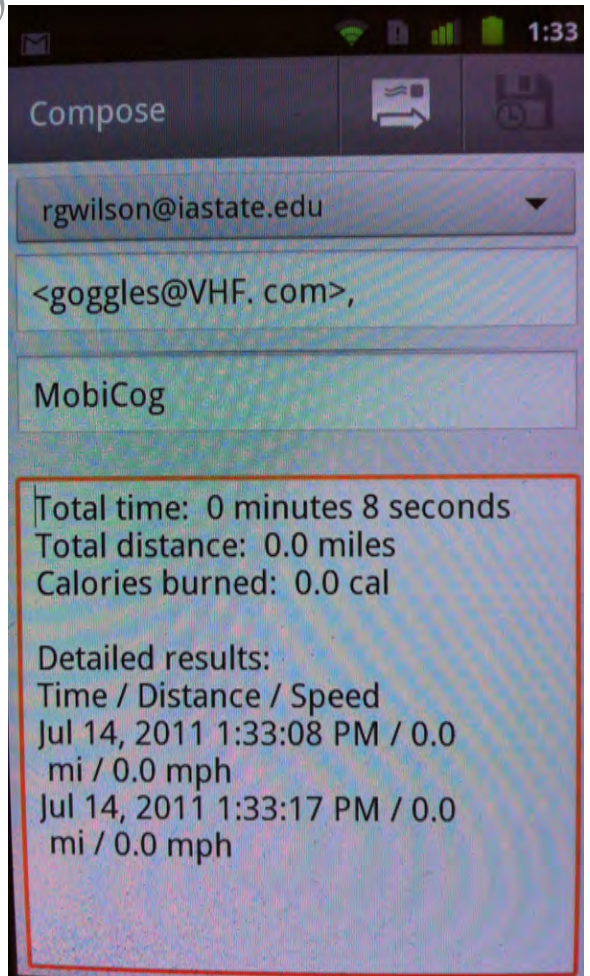 1:33
Compose
rgwilson@iastate.edu
<goggles@VHF. com>,
MobiCog
Total time:  0 minutes 8 seconds
Total distance:  0.0 miles
Calories burned:  0.0 cal
Detailed results:
Time / Distance / Speed
Jul 14, 2011 1:33:08 PM / 0.0
mi / 0.0 mph
Jul 14, 2011 1:33:17 PM / 0.0
mi / 0.0 mph